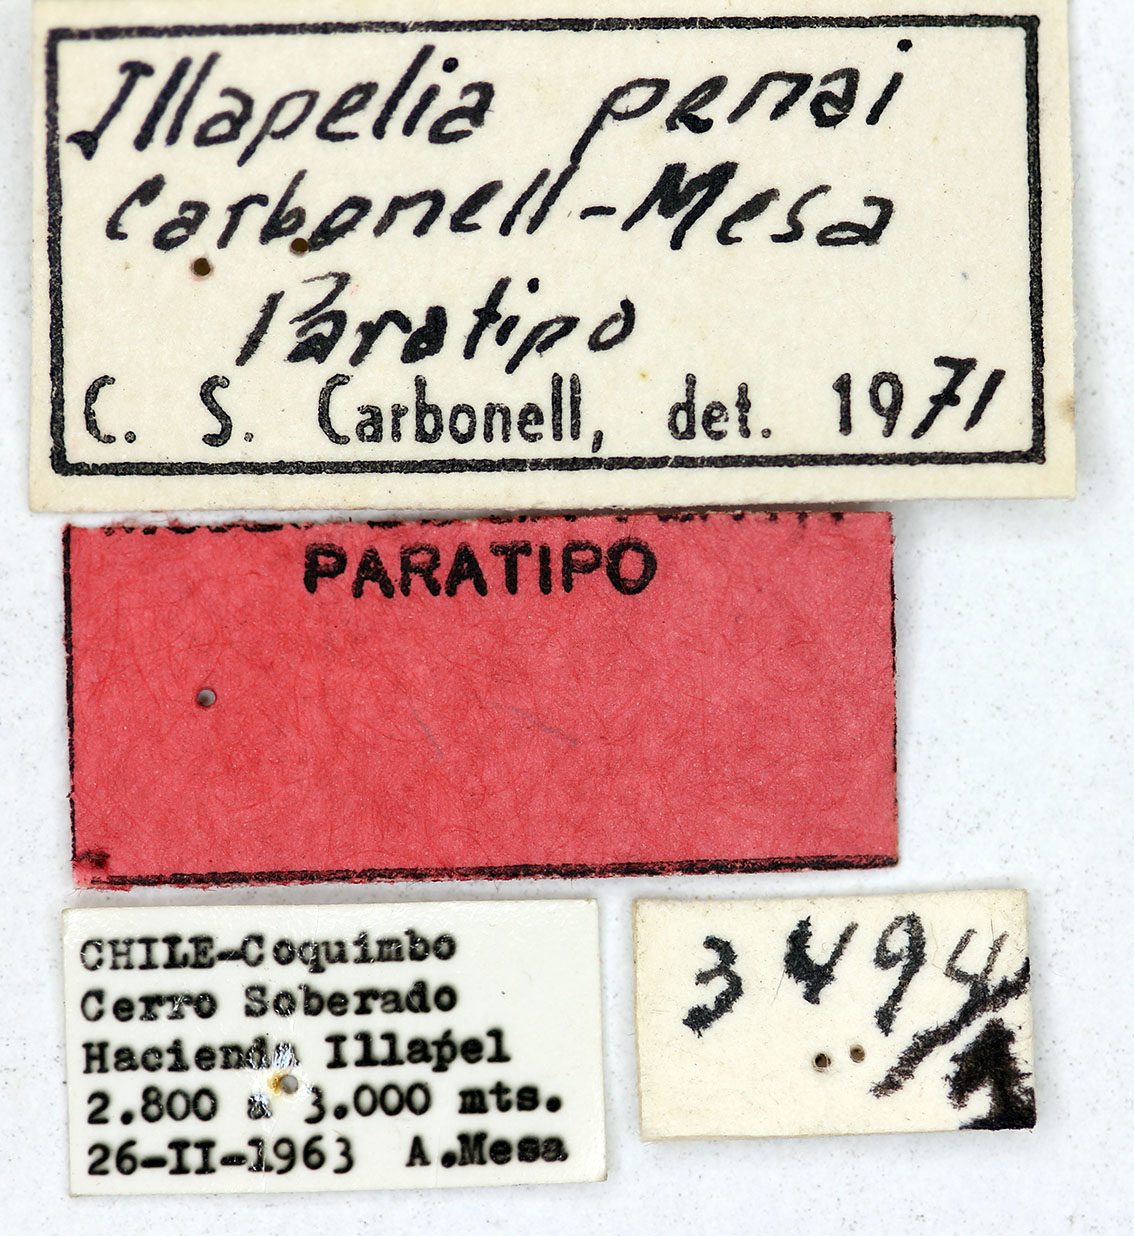 Illapelia penai
Carbonell-Mesa
Paratipo
C. S. Carbonell, det. 1971
PARATIPO
CHILE-Coquimbo
Cerro Soberado
Hacienda Illapel
2.800 a 3.000 mts.
26-II-1963 A.Mesa
3494/1